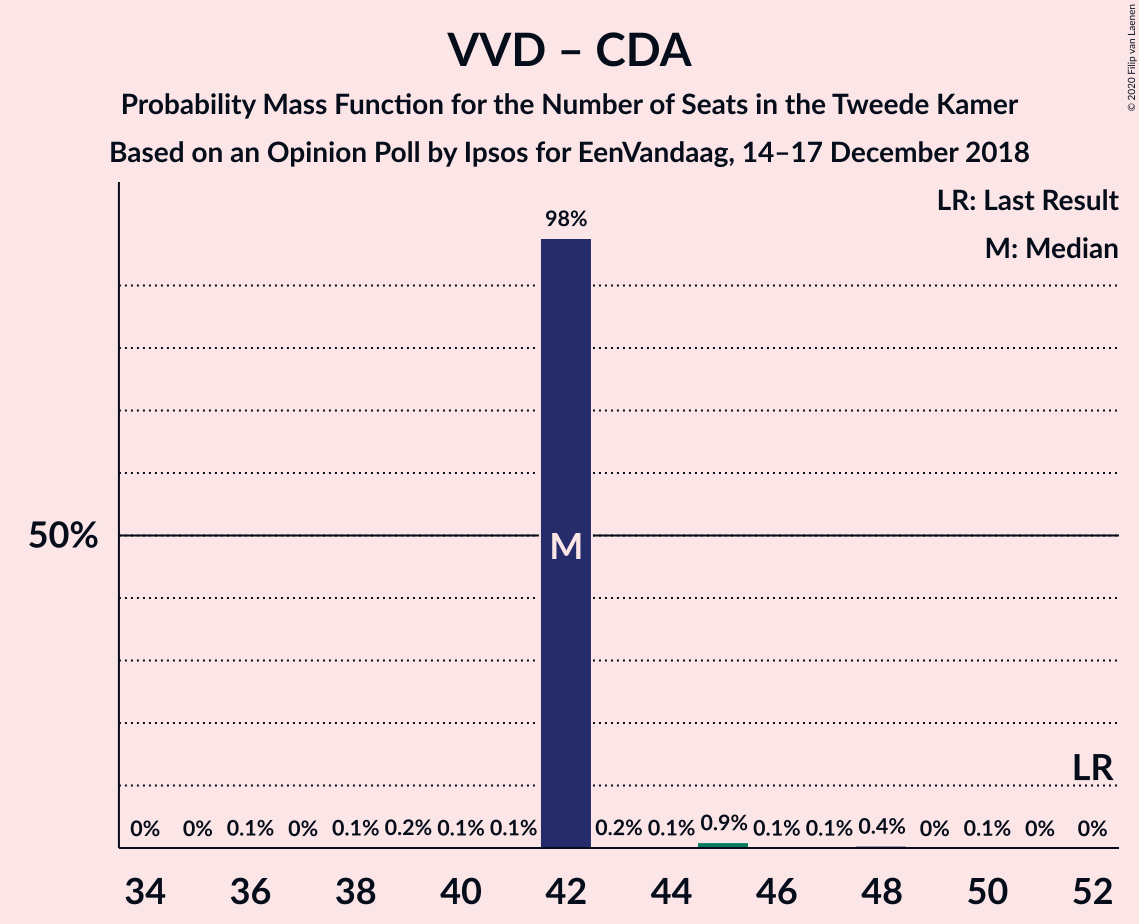 VVD – CDA
Probability Mass Function for the Number of Seats in the Tweede Kamer
Based on an Opinion Poll by Ipsos for EenVandaag, 14–17 December 2018
© 2020 Filip van Laenen
LR: Last Result
M: Median
98%
50%
M
LR
0% 0% 0.1% 0% 0.1% 0.2% 0.1% 0.1% 0.2% 0.1% 0.9% 0.1% 0.1% 0.4% 0% 0.1% 0% 0%
34 36 38 40 42 44 46 48 50 52